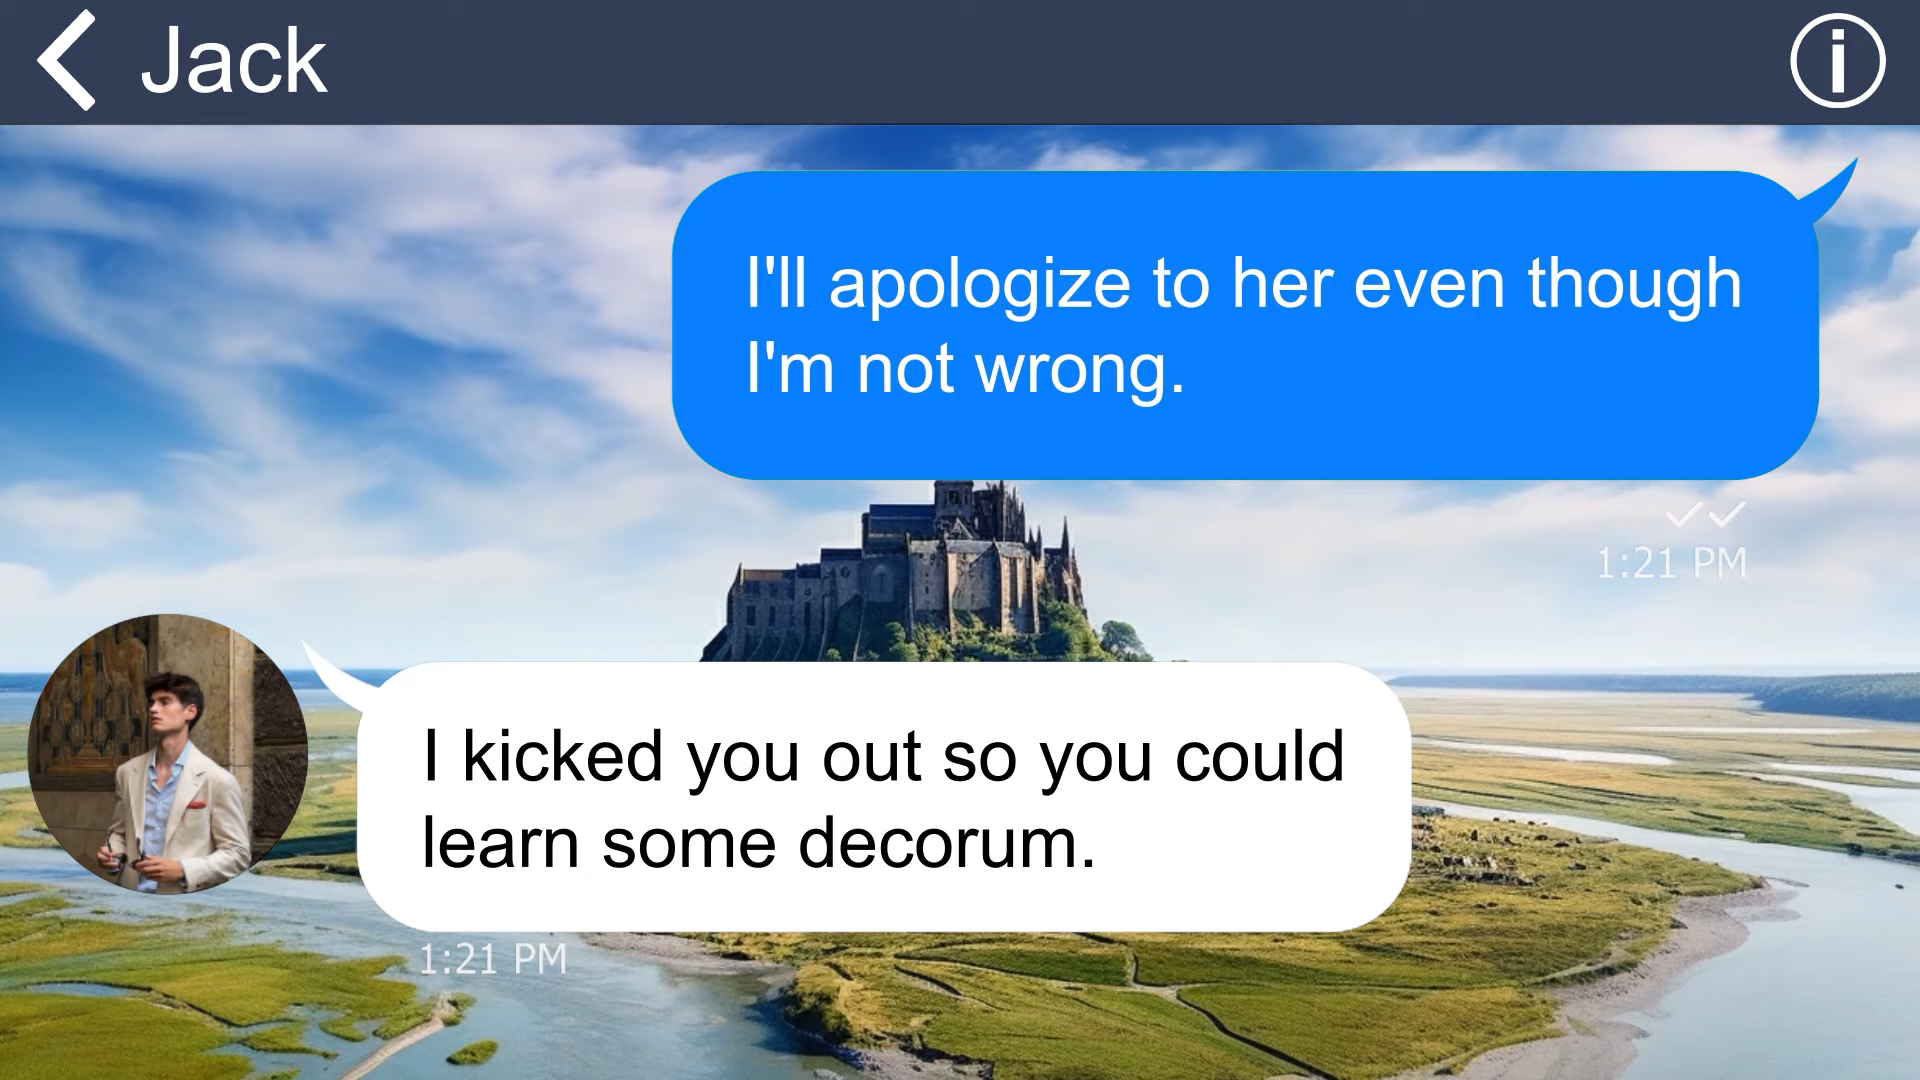 Jack
I'll apologize to her even though
I'm not wrong.
1:21 PM
I kicked you out so you could
learn some decorum.
1:21 PM